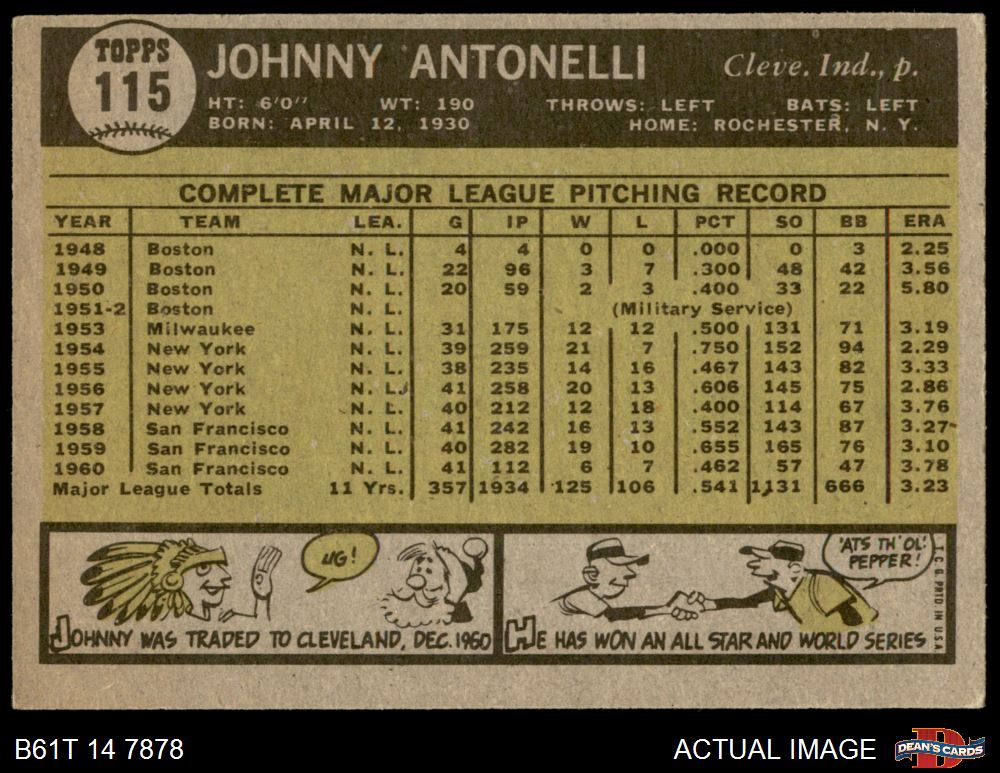 TOPPS
115
JOHNNY ANTONELLI
Cleve. Ind., p.
HT: 6'0" WT: 190 THROWS: LEFT BATS: LEFT
BORN: APRIL 12, 1930 HOME: ROCHESTER, N. Y.
COMPLETE MAJOR LEAGUE PITCHING RECORD
YEAR TEAM LEA. G IP W L PCT SO BB ERA
1948 Boston N. L. 4 4 0 0 .000 0 3 2.25
1949 Boston N. L. 22 96 3 7 .300 48 42 3.56
1950 Boston N. L. 20 59 2 3 .400 33 22 5.80
1951-2 Boston N. L. (Military Service)
1953 Milwaukee N. L. 31 175 12 12 .500 131 71 3.19
1954 New York N. L. 39 259 21 7 .750 152 94 2.29
1955 New York N. L. 38 235 14 16 .467 143 82 3.33
1956 New York N. L. 41 258 20 13 .606 145 75 2.86
1957 New York N. L. 40 212 12 18 .400 114 67 3.76
1958 San Francisco N. L. 41 242 16 13 .552 143 87 3.27
1959 San Francisco N. L. 40 282 19 10 .655 165 76 3.10
1960 San Francisco N. L. 41 112 6 7 .462 57 47 3.78
Major League Totals 11 Yrs. 357 1934 125 106 .541 1131 666 3.23
UG!
JOHNNY WAS TRADED TO CLEVELAND, DEC. 1960
'ATS TH' OL'
PEPPER!
HE HAS WON AN ALL STAR AND WORLD SERIES
T. C. G. PRTD. IN U.S.A.
B61T 14 7878
ACTUAL IMAGE
D
DEAN'S CARDS